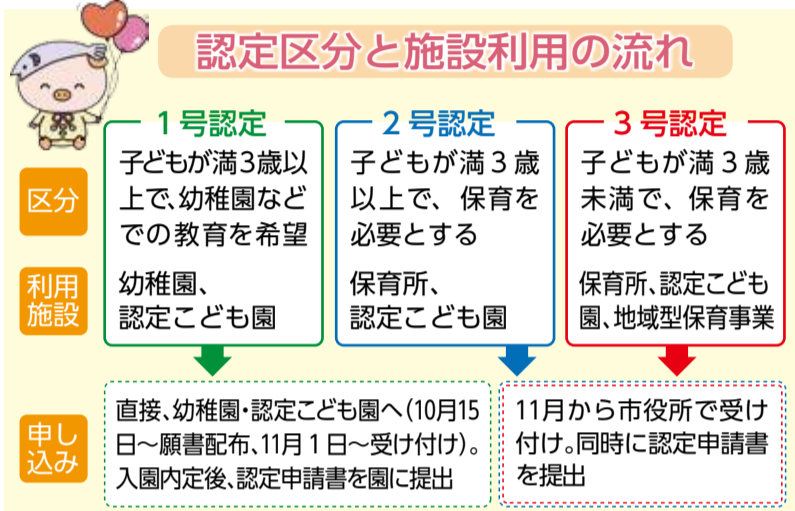 認定区分と施設利用の流れ
1号認定
2号認定
3号認定
区分
子どもが満3歳以
上で、幼稚園など
での教育を希望
子どもが満3歳
以上で、保育を
必要とする
子どもが満3歳
未満で、保育を
必要とする
利用
施設
幼稚園、
認定こども園
保育所、
認定こども園
保育所、認定こども
園、地域型保育事業
申し
込み
直接、幼稚園・認定こども園へ(10月15
日~願書配布、11月1日~受け付け)。
入園内定後、認定申請書を園に提出
11月から市役所で受け
付け。同時に認定申請書
を提出